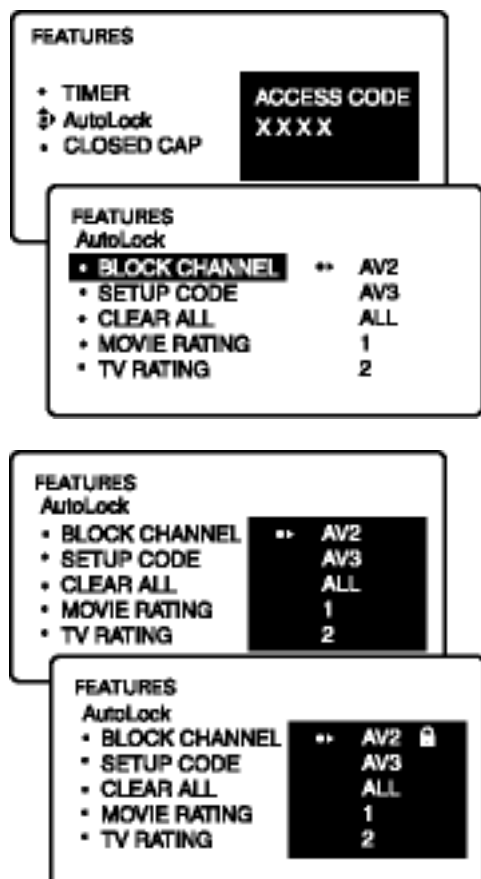 FEATURES
TIMER
AutoLock
CLOSED CAP
ACCESS CODE
X X X X
FEATURES
AutoLock
• BLOCK CHANNEL AV2
• SETUP CODE AV3
• CLEAR ALL ALL
• MOVIE RATING 1
• TV RATING 2
FEATURES
AutoLock
• BLOCK CHANNEL AV2
• SETUP CODE AV3
• CLEAR ALL ALL
• MOVIE RATING 1
• TV RATING 2
FEATURES
AutoLock
• BLOCK CHANNEL AV2
• SETUP CODE AV3
• CLEAR ALL ALL
• MOVIE RATING 1
• TV RATING 2